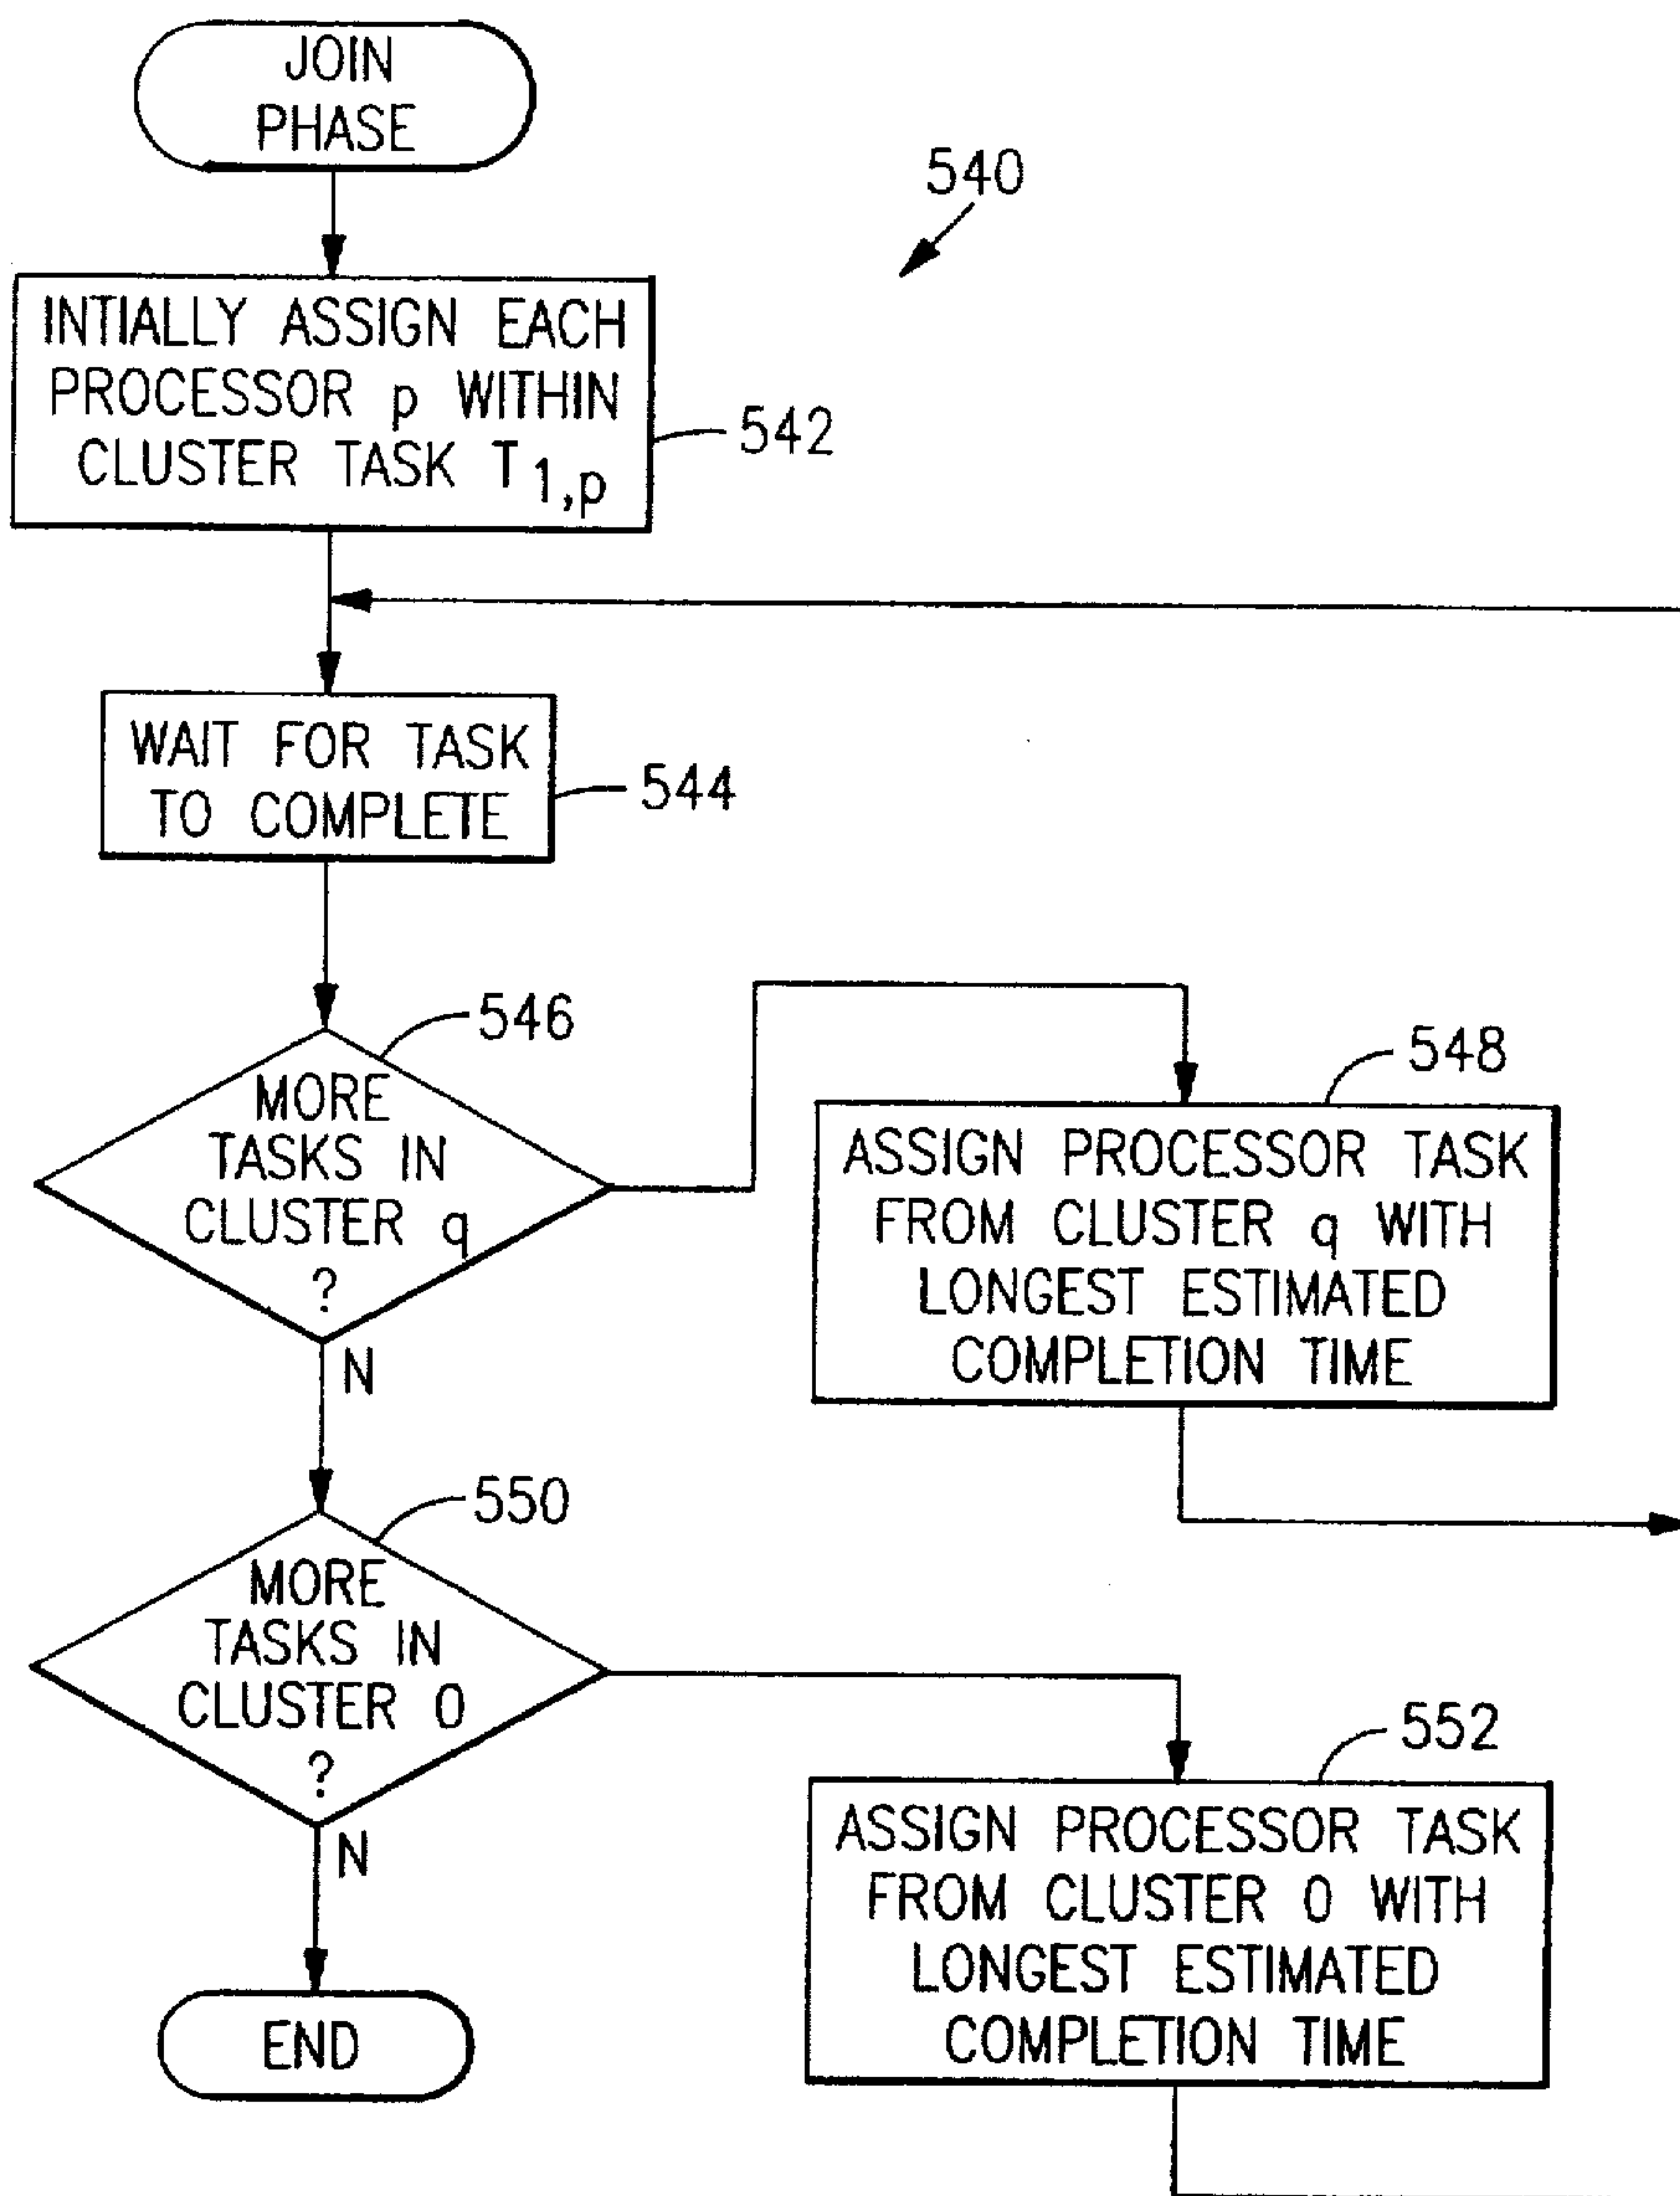 JOIN
PHASE
540
INTIALLY ASSIGN EACH
PROCESSOR p WITHIN
CLUSTER TASK T1,p
542
WAIT FOR TASK
TO COMPLETE
544
546
MORE
TASKS IN
CLUSTER q
?
N
548
ASSIGN PROCESSOR TASK
FROM CLUSTER q WITH
LONGEST ESTIMATED
COMPLETION TIME
550
MORE
TASKS IN
CLUSTER 0
?
N
552
ASSIGN PROCESSOR TASK
FROM CLUSTER 0 WITH
LONGEST ESTIMATED
COMPLETION TIME
END